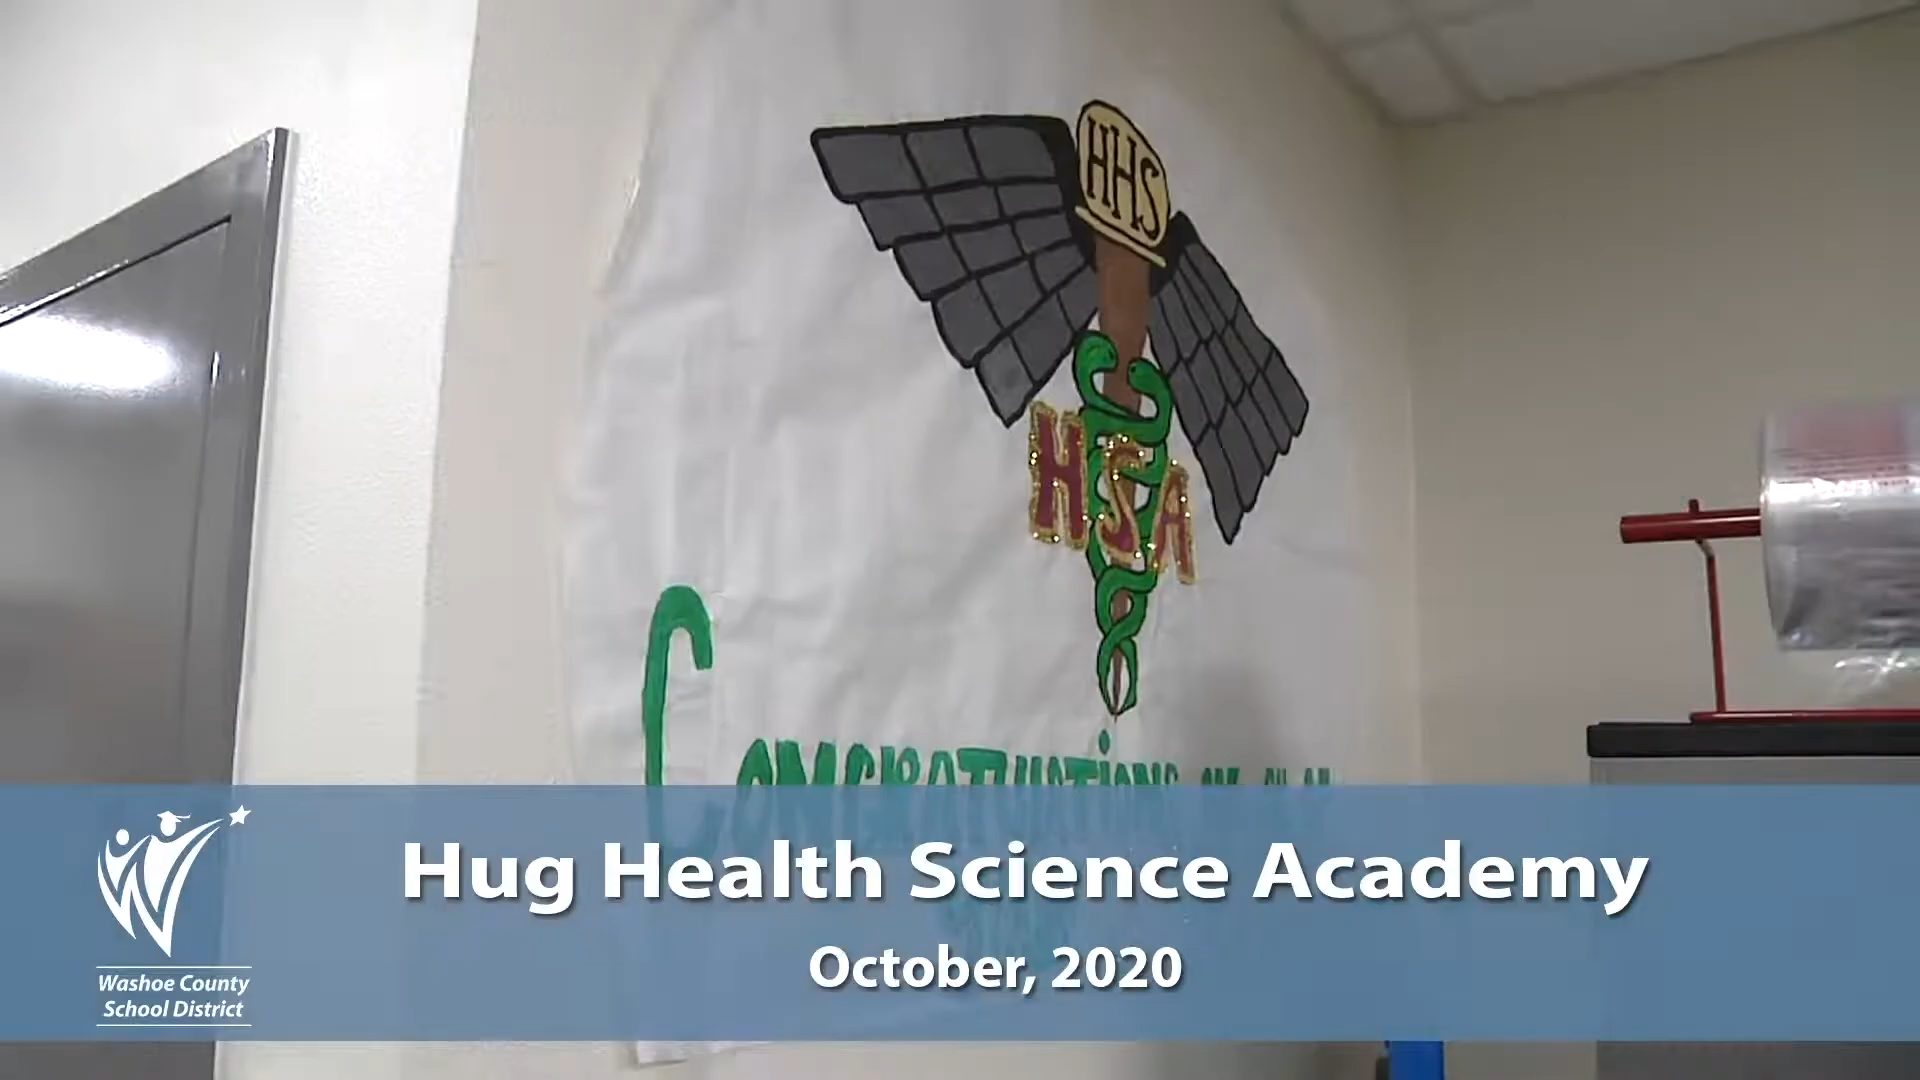 HHS
HSA
Hug Health Science Academy
October, 2020
Washoe County
School District